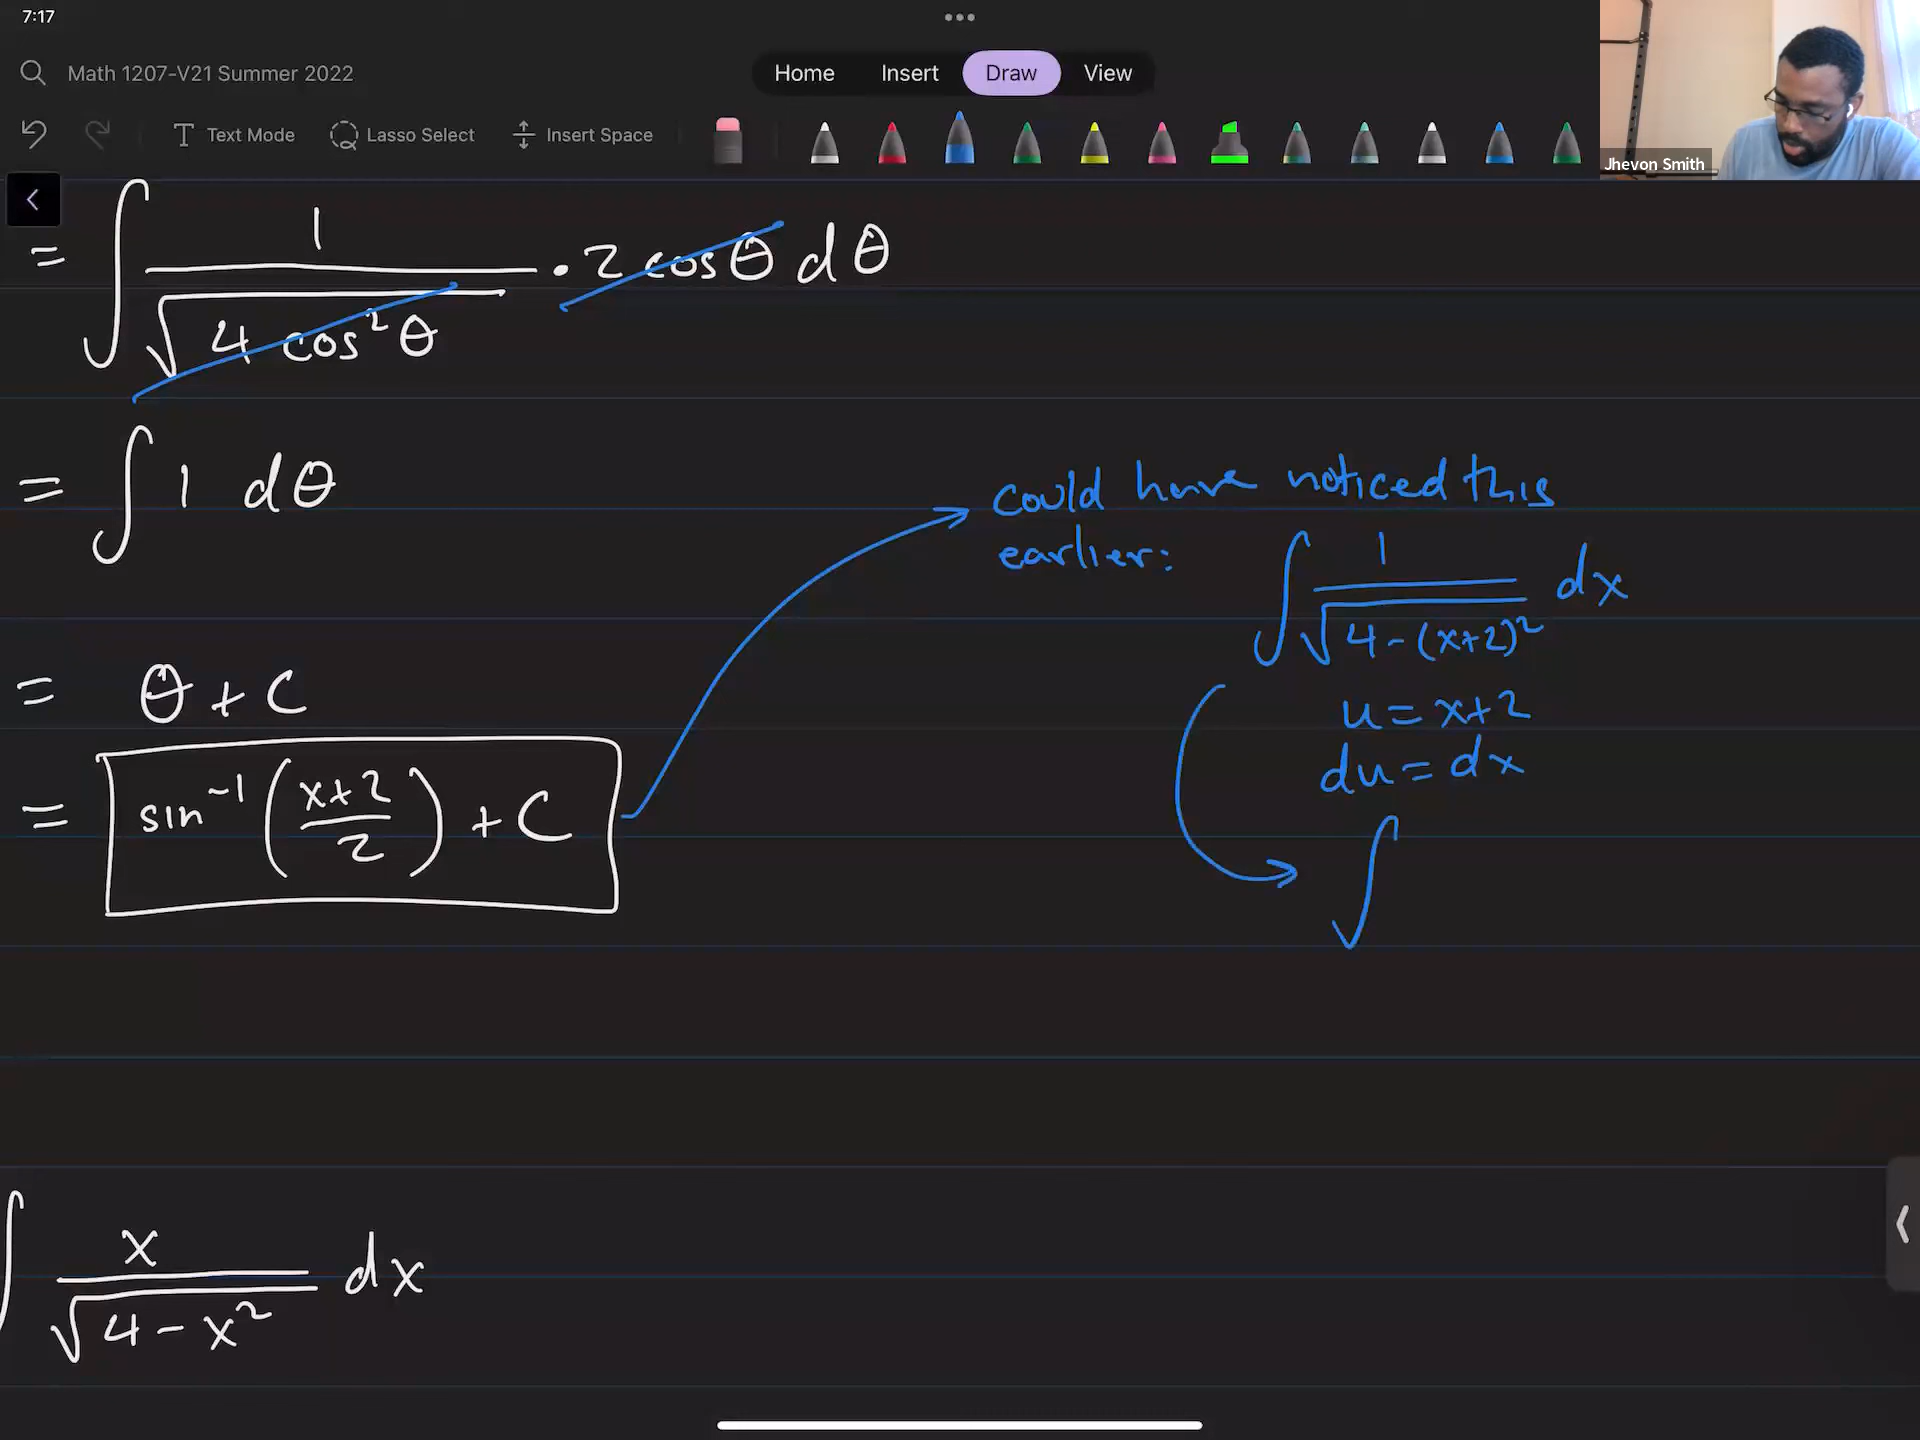 7:17
Math 1207-V21 Summer 2022
Home Insert Draw View
Text Mode Lasso Select Insert Space
Jhevon Smith
= ∫ 1/√(4 cos²θ) · 2 cosθ dθ
= ∫ 1 dθ
= θ + C
= sin⁻¹((x+2)/2) + C
could have noticed this
earlier: ∫ 1/√(4-(x+2)²) dx
u = x+2
du = dx
∫
∫ x/√(4-x²) dx